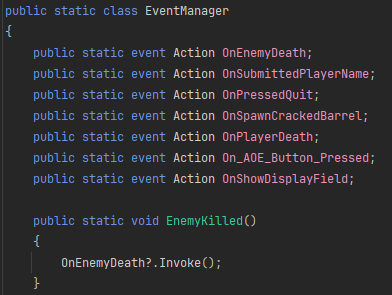 public static class EventManager
{
public static event Action OnEnemyDeath;
public static event Action OnSubmittedPlayerName;
public static event Action OnPressedQuit;
public static event Action OnSpawnCrackedBarrel;
public static event Action OnPlayerDeath;
public static event Action On_AOE_Button_Pressed;
public static event Action OnShowDisplayField;
public static void EnemyKilled()
{
OnEnemyDeath?.Invoke();
}